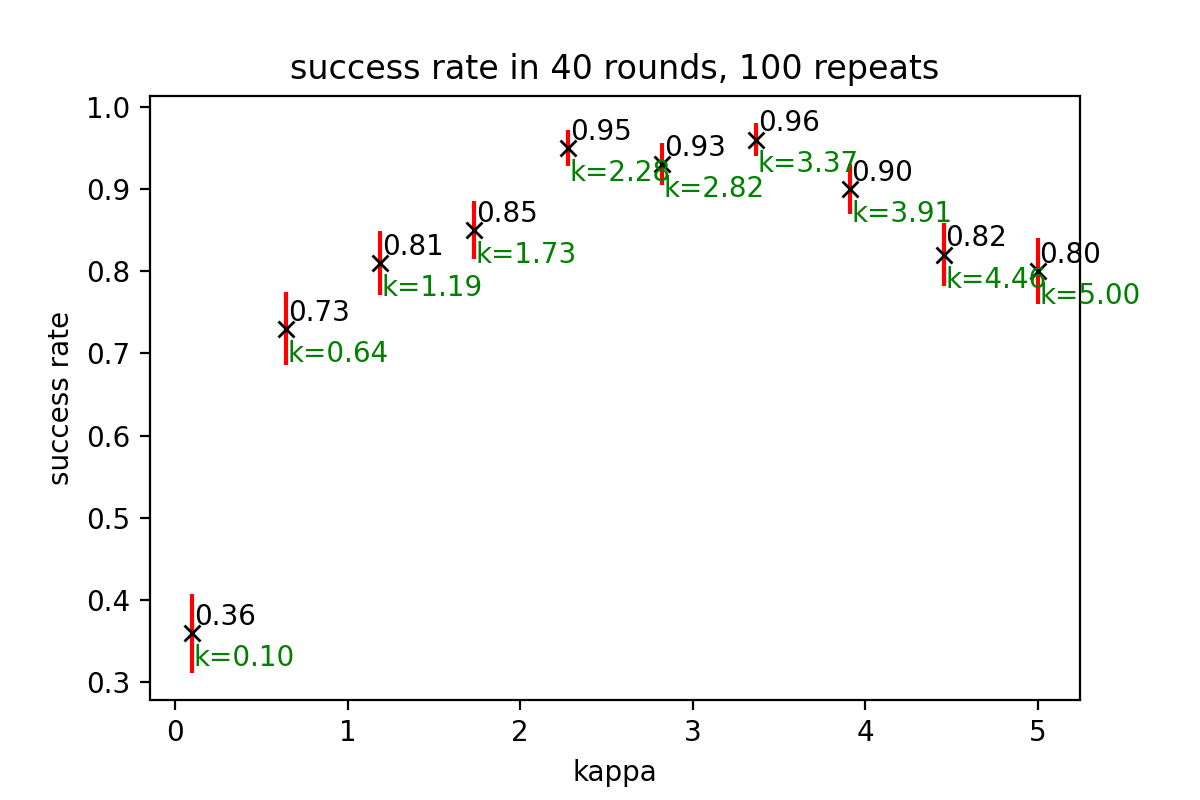 success rate in 40 rounds, 100 repeats
success rate
1.0
0.9
0.8
0.7
0.6
0.5
0.4
0.3
0.36
k=0.10
0.73
k=0.64
0.81
k=1.19
0.85
k=1.73
0.95
k=2.28
0.93
k=2.82
0.96
k=3.37
0.90
k=3.91
0.82
k=4.46
0.80
k=5.00
0 1 2 3 4 5
kappa